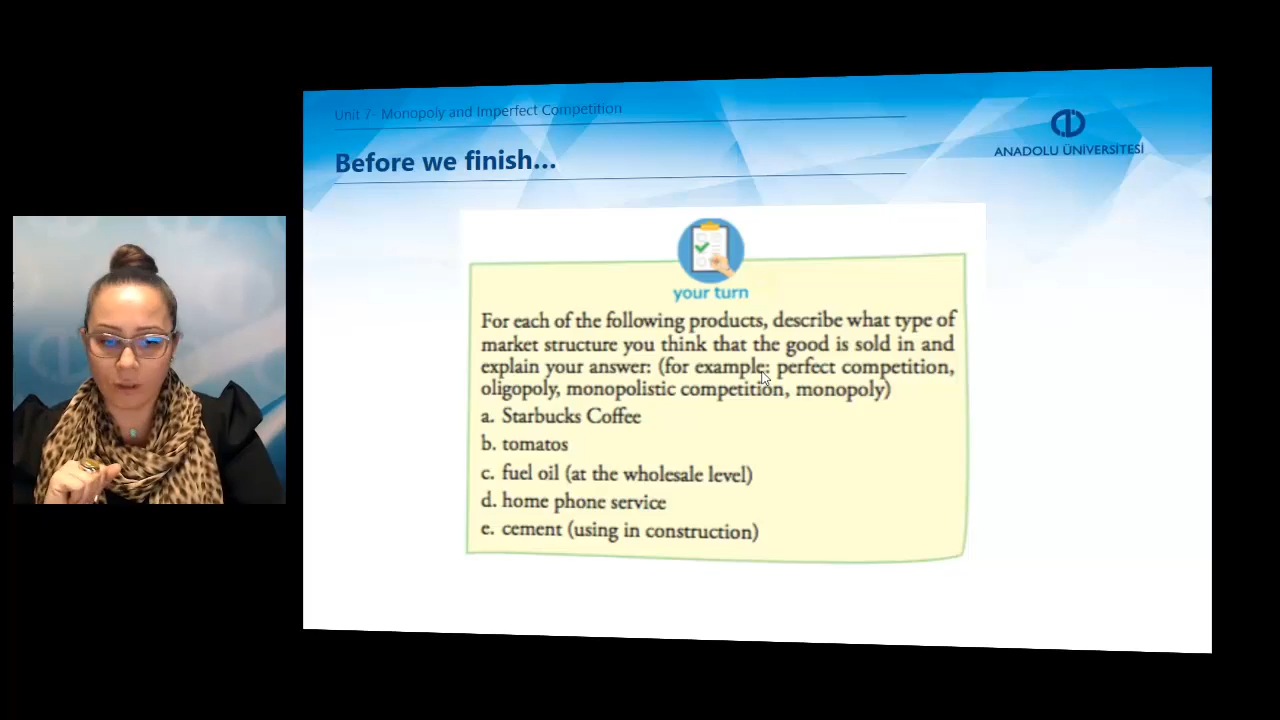 Unit 7- Monopoly and Imperfect Competition
Before we finish...
ANADOLU ÜNİVERSİTESİ
your turn
For each of the following products, describe what type of
market structure you think that the good is sold in and
explain your answer: (for example: perfect competition,
oligopoly, monopolistic competition, monopoly)
a. Starbucks Coffee
b. tomatos
c. fuel oil (at the wholesale level)
d. home phone service
e. cement (using in construction)